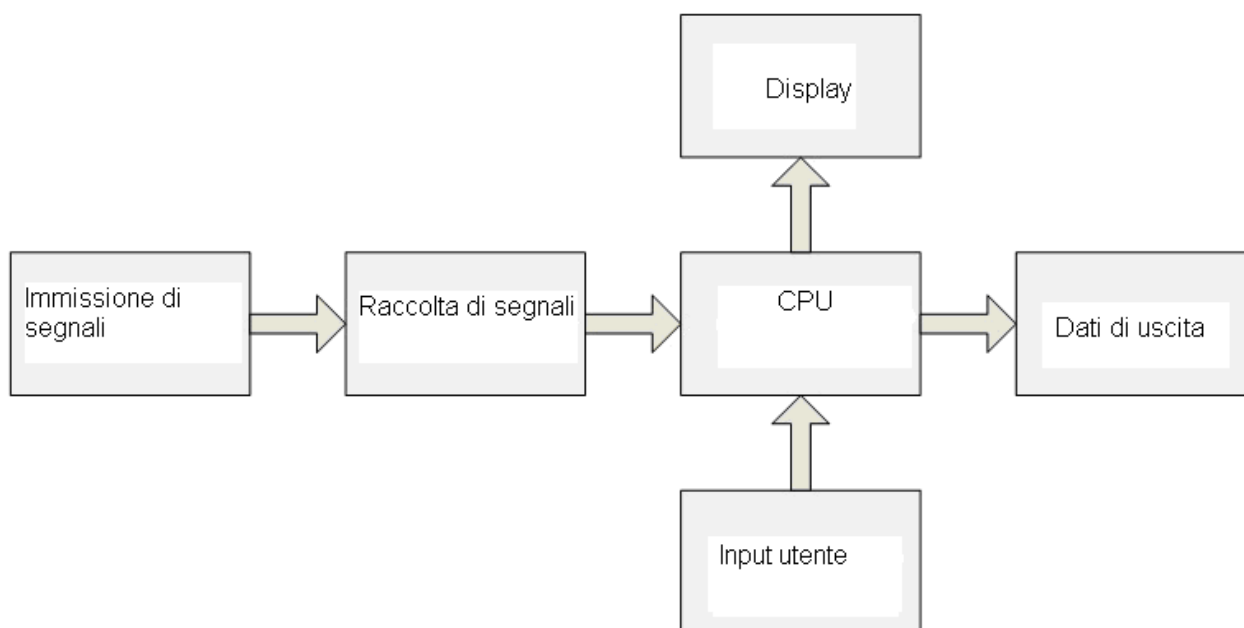 Display
Immissione di
segnali
Raccolta di segnali
CPU
Dati di uscita
Input utente